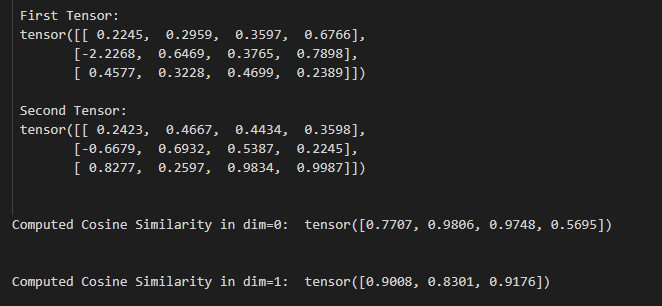 First Tensor:
tensor([[ 0.2245,  0.2959,  0.3597,  0.6766],
        [-2.2268,  0.6469,  0.3765,  0.7898],
        [ 0.4577,  0.3228,  0.4699,  0.2389]])
Second Tensor:
tensor([[ 0.2423,  0.4667,  0.4434,  0.3598],
        [-0.6679,  0.6932,  0.5387,  0.2245],
        [ 0.8277,  0.2597,  0.9834,  0.9987]])
Computed Cosine Similarity in dim=0:  tensor([0.7707, 0.9806, 0.9748, 0.5695])
Computed Cosine Similarity in dim=1:  tensor([0.9008, 0.8301, 0.9176])